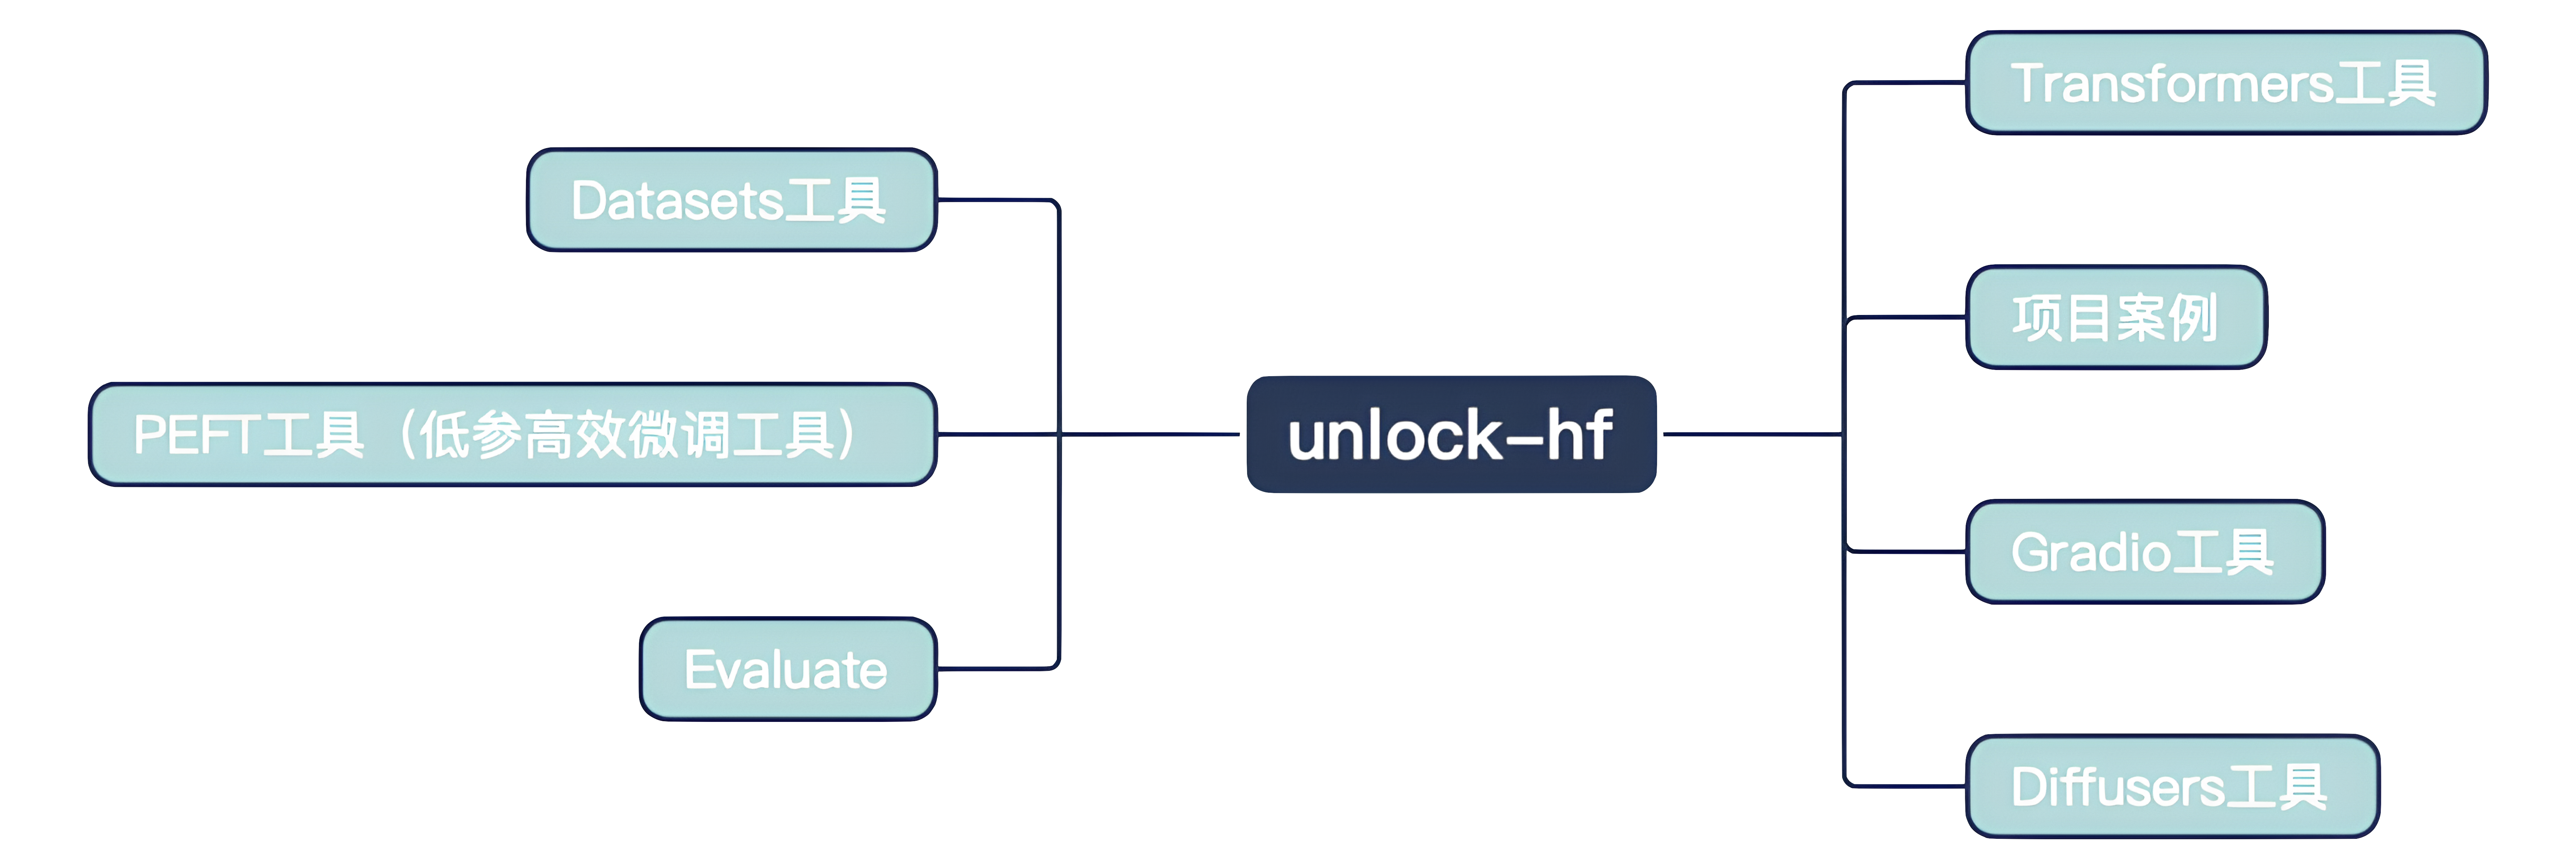 Transformers工具
Datasets工具
项目案例
PEFT工具（低参高效微调工具）
unlock-hf
Gradio工具
Evaluate
Diffusers工具